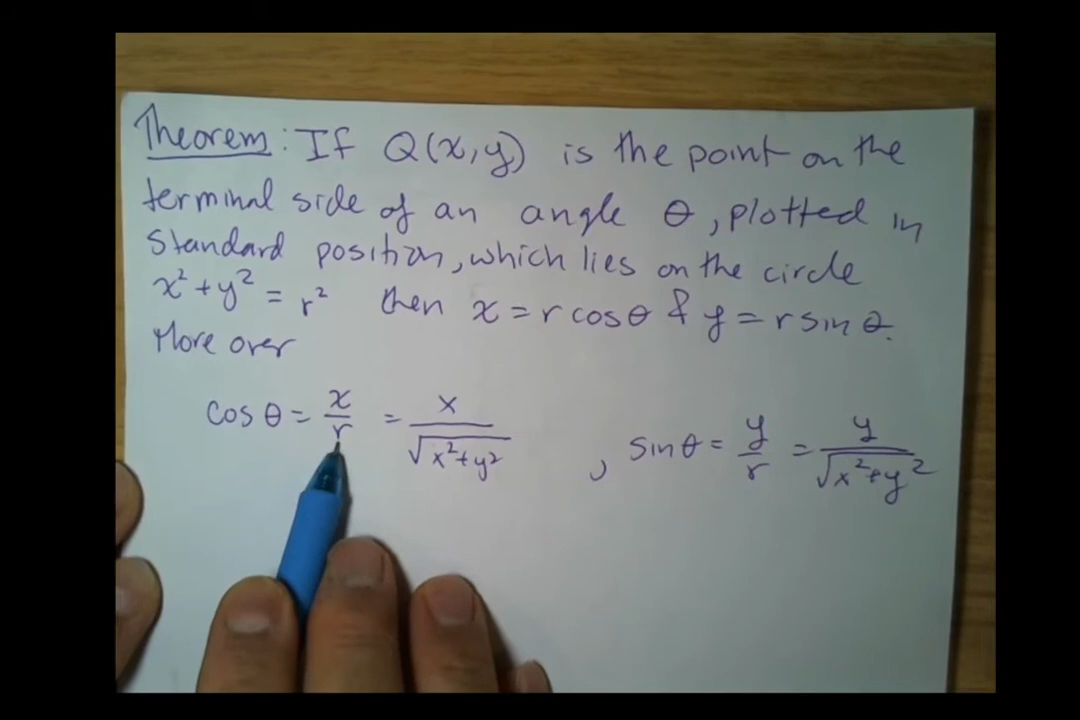 Theorem: If Q(x,y) is the point on the
terminal side of an angle θ, plotted in
standard position, which lies on the circle
x² + y² = r² then x = r cos θ & y = r sin θ.
More over
cos θ = x/r = x/√(x²+y²) , sin θ = y/r = y/√(x²+y²)